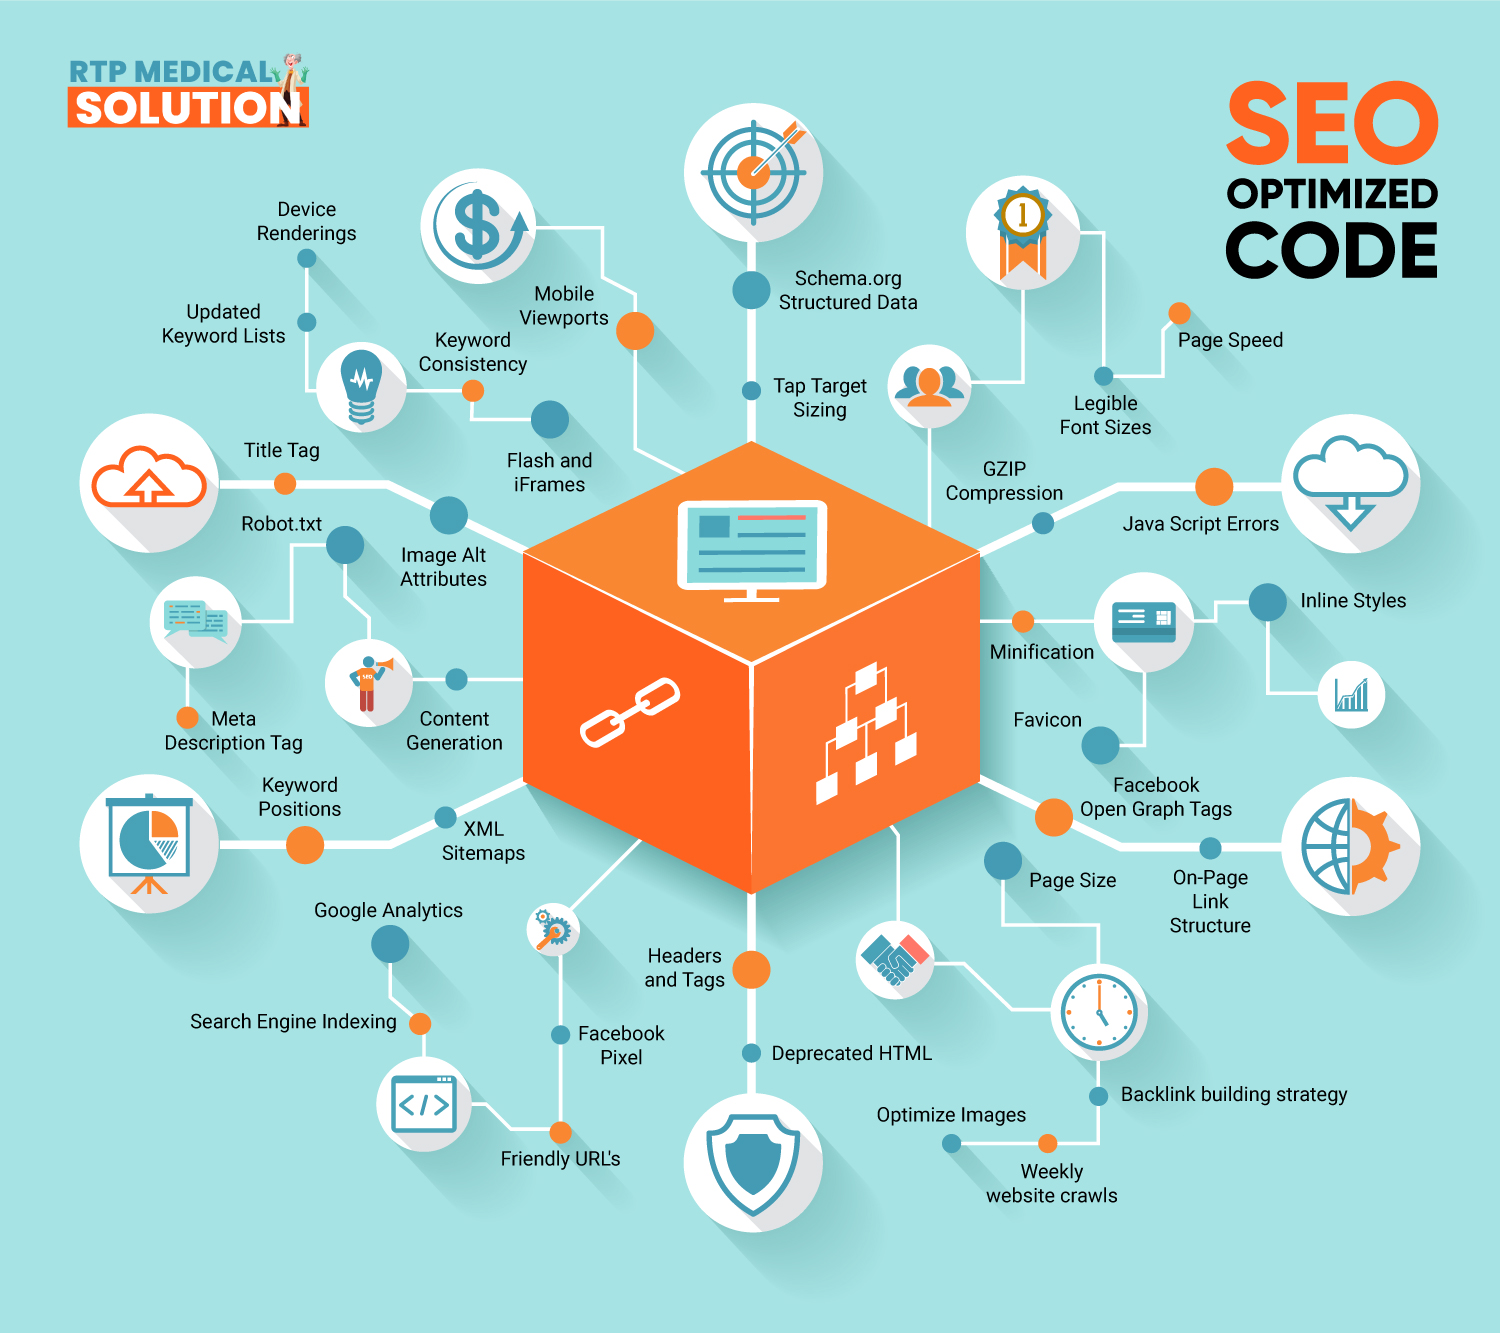 RTP MEDICAL
SOLUTION
SEO
OPTIMIZED
CODE
Device
Renderings
Updated
Keyword Lists
Keyword
Consistency
Mobile
Viewports
Flash and
iFrames
Schema.org
Structured Data
Tap Target
Sizing
1
Page Speed
Legible
Font Sizes
GZIP
Compression
Java Script Errors
Title Tag
Image Alt
Attributes
Robot.txt
Meta
Description Tag
SEO
Content
Generation
Minification
Inline Styles
Favicon
Keyword
Positions
XML
Sitemaps
Facebook
Open Graph Tags
On-Page
Link
Structure
Page Size
Google Analytics
Search Engine Indexing
</>
Facebook
Pixel
Friendly URL's
Headers
and Tags
Deprecated HTML
Backlink building strategy
Optimize Images
Weekly
website crawls